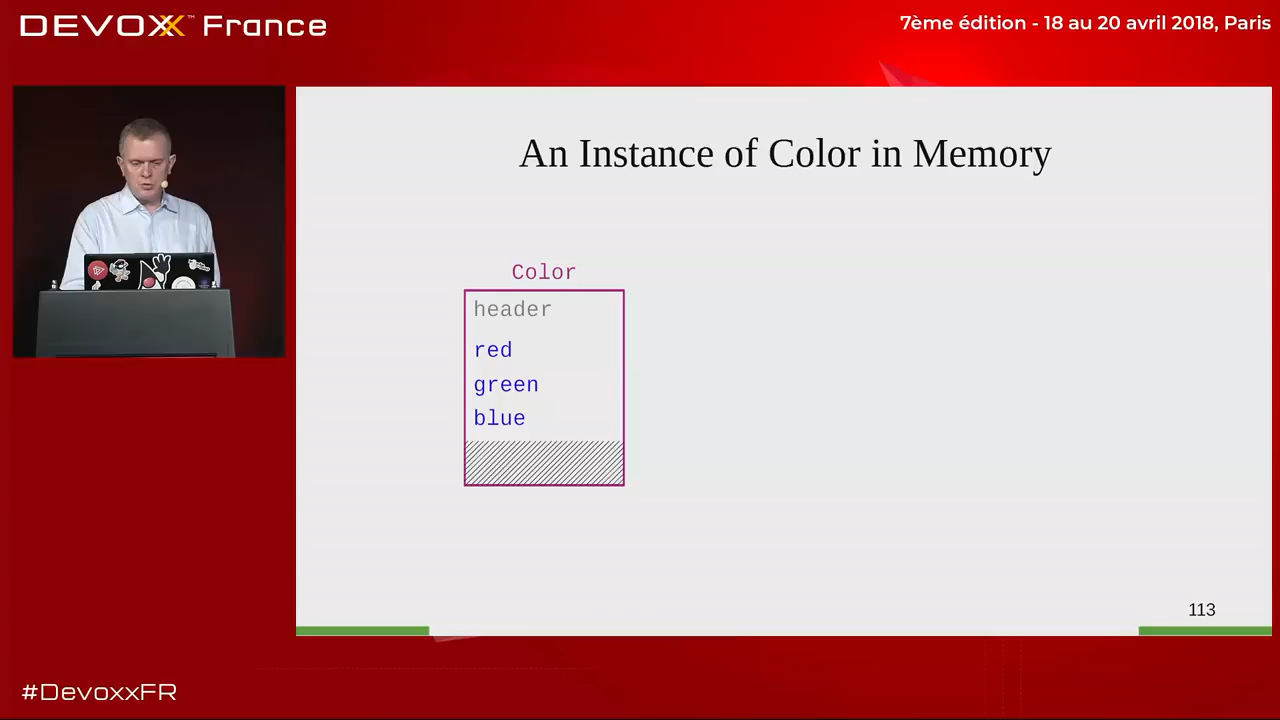 DEVOXX™ France
7ème édition - 18 au 20 avril 2018, Paris
An Instance of Color in Memory
Color
header
red
green
blue
113
#DevoxxFR